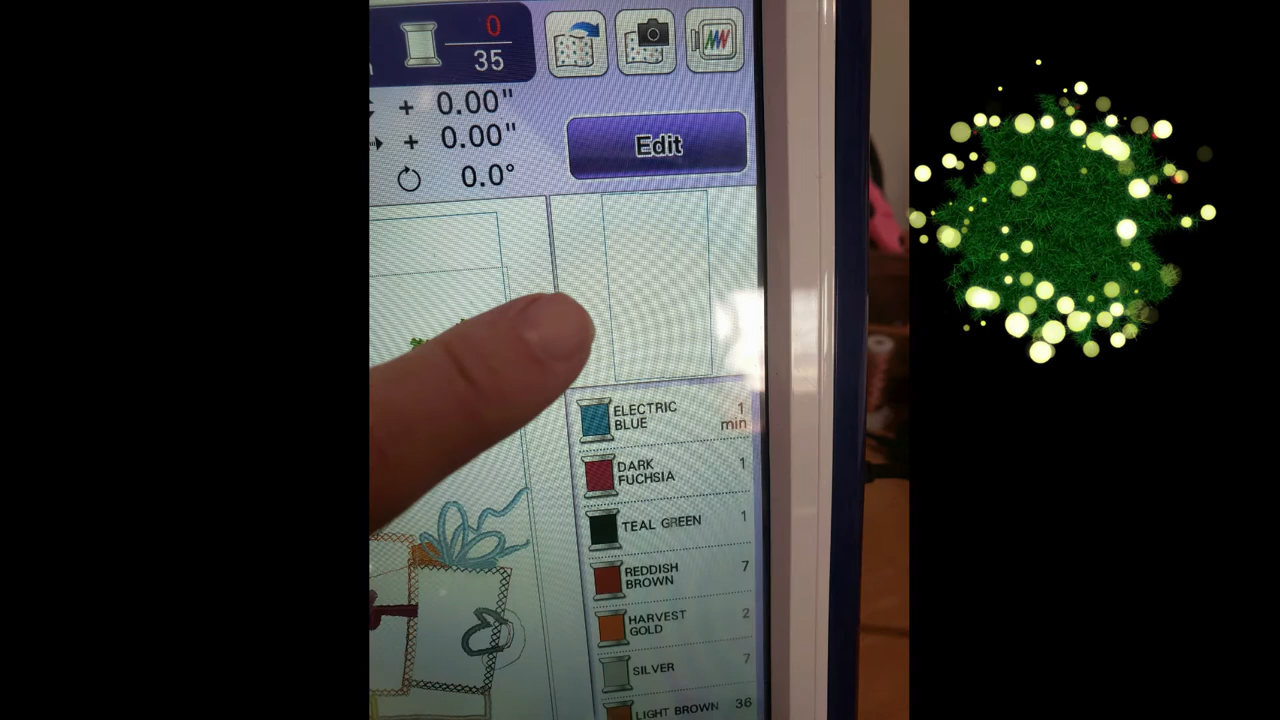 0
35
+ 0.00"
+ 0.00"
0.0°
Edit
ELECTRIC BLUE 1 min
DARK FUCHSIA 1
TEAL GREEN 1
REDDISH BROWN 7
HARVEST GOLD 2
SILVER 7
LIGHT BROWN 36